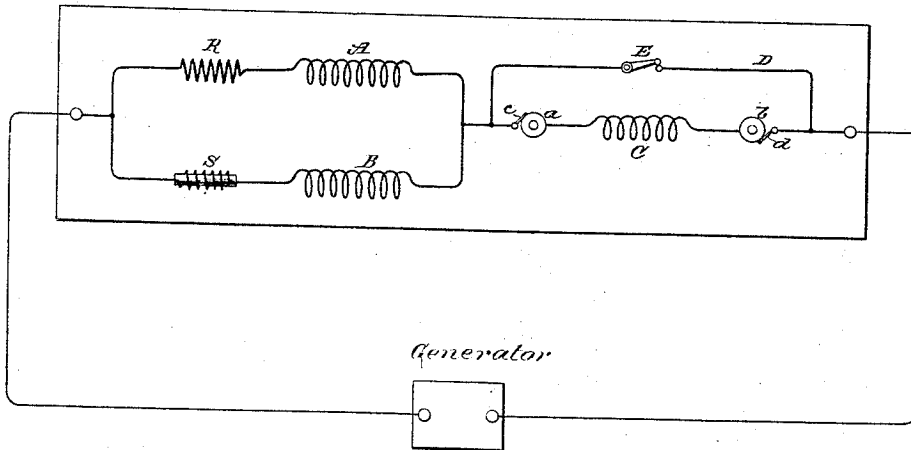 R A E D
c a b
C d
S B
Generator